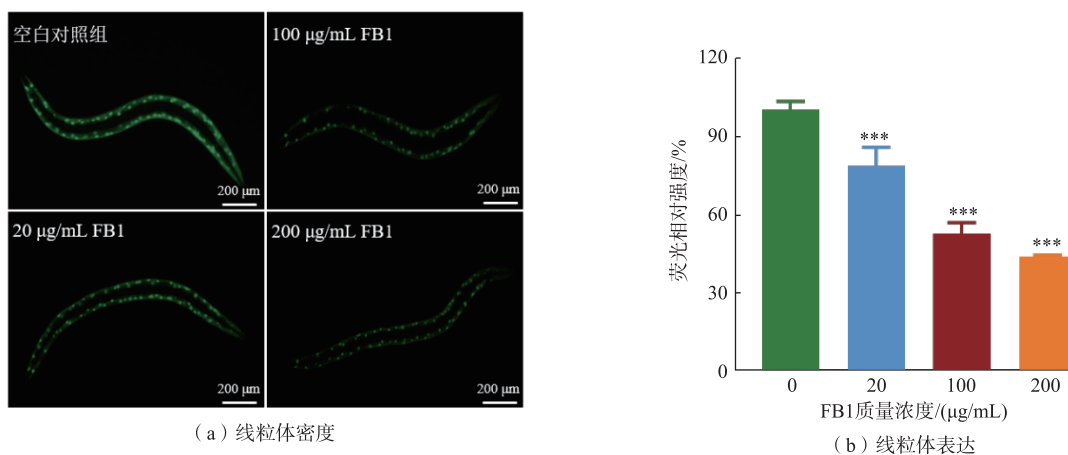 空白对照组
200 μm
100 μg/mL FB1
200 μm
20 μg/mL FB1
200 μm
200 μg/mL FB1
200 μm
(a)线粒体密度
荧光相对强度/%
120
90
60
30
0
***
***
***
0 20 100 200
FB1质量浓度/(μg/mL)
(b)线粒体表达